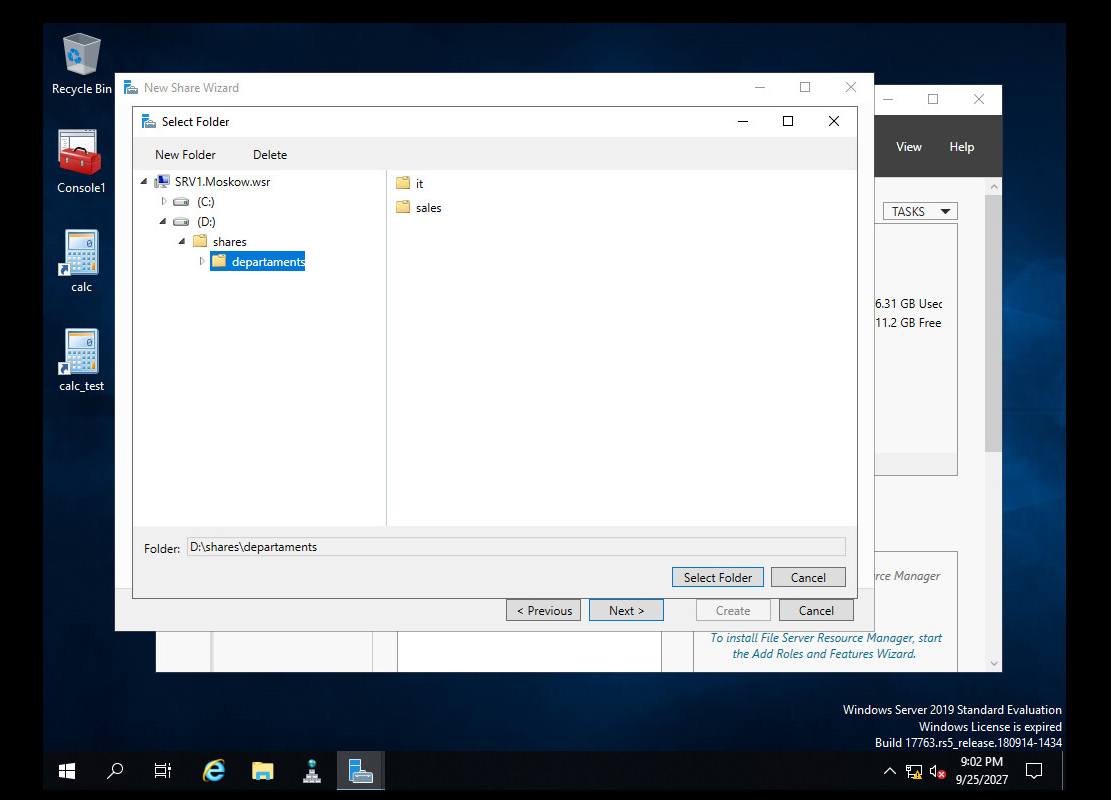 Recycle Bin
Console1
calc
calc_test
New Share Wizard
Select Folder
New Folder Delete
SRV1.Moskow.wsr
(C:)
(D:)
shares
departaments
it
sales
Folder: D:\shares\departaments
Select Folder Cancel
< Previous Next > Create Cancel
View Help
TASKS
6.31 GB Used
11.2 GB Free
rce Manager
To install File Server Resource Manager, start
the Add Roles and Features Wizard.
Windows Server 2019 Standard Evaluation
Windows License is expired
Build 17763.rs5_release.180914-1434
9:02 PM
9/25/2027